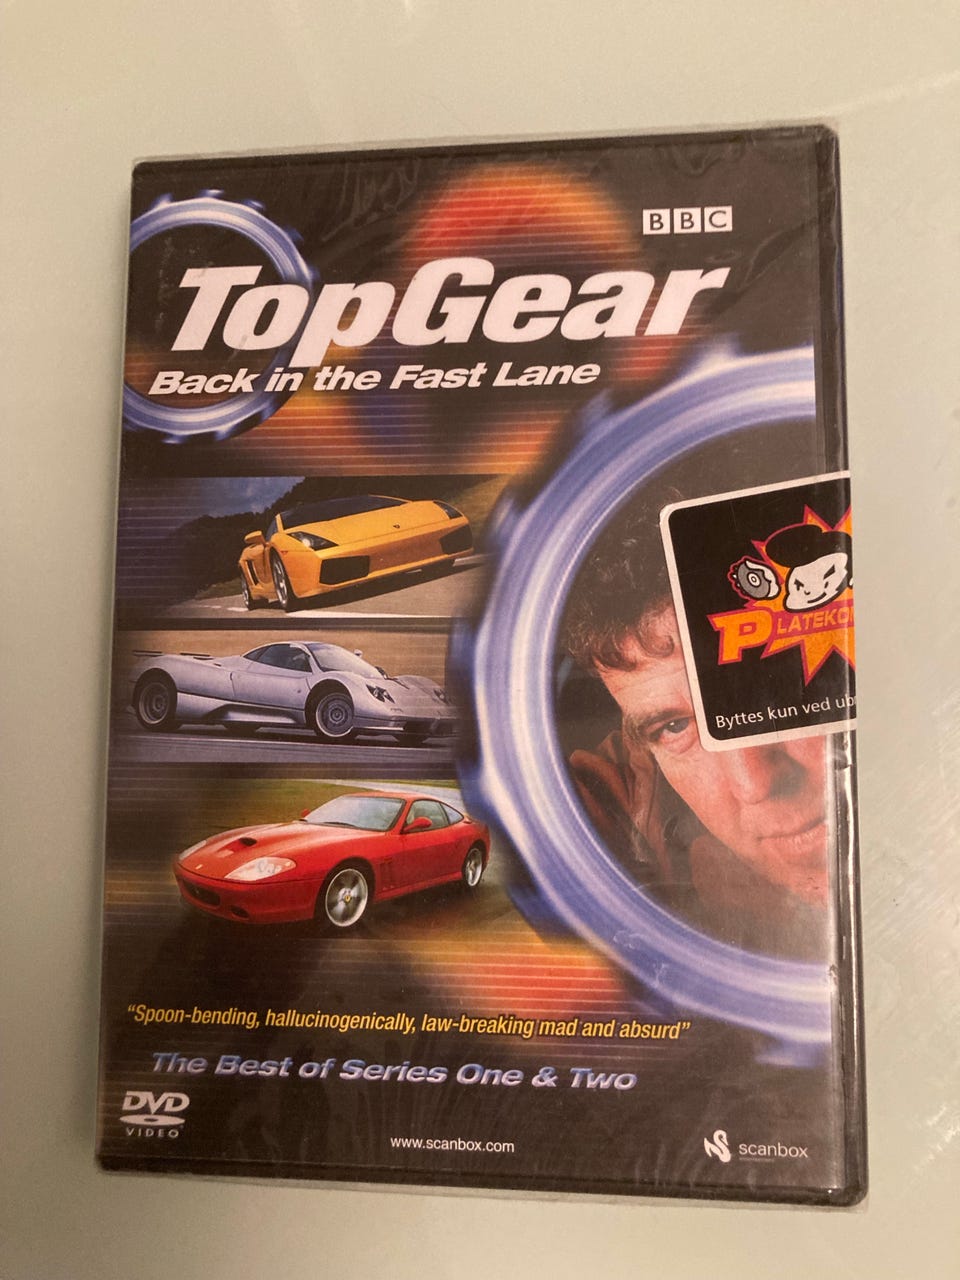 BBC
TopGear
Back in the Fast Lane
Byttes kun ved
"Spoon-bending, hallucinogenically, law-breaking mad and absurd"
The Best of Series One & Two
DVD
VIDEO
www.scanbox.com
scanbox